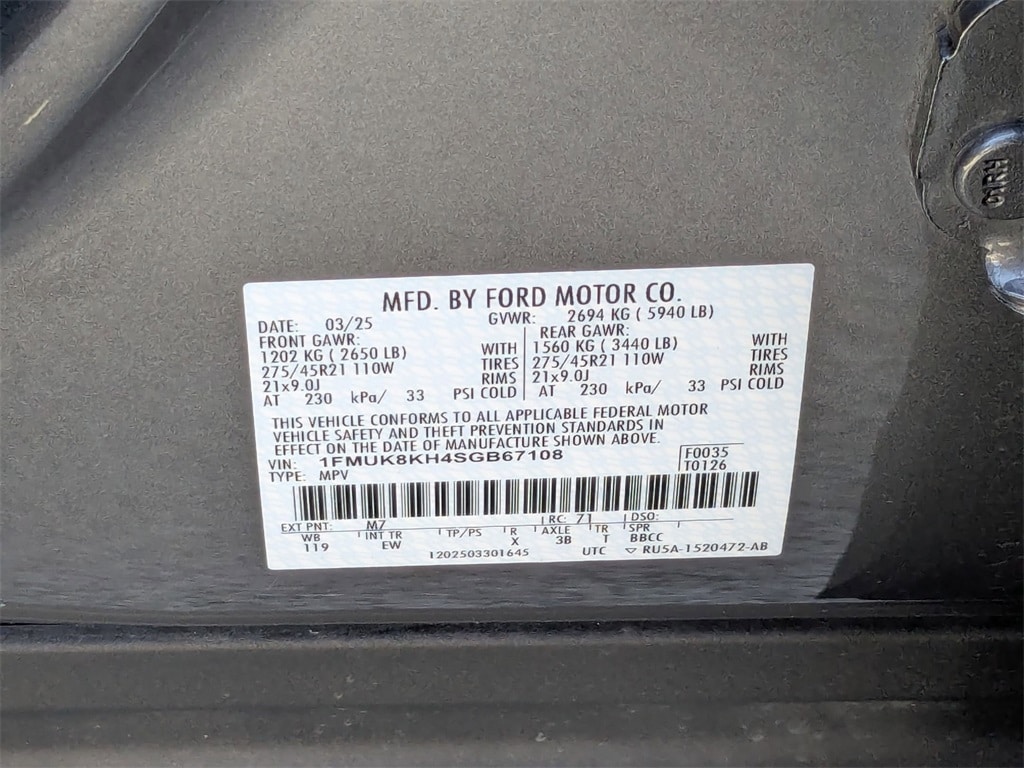 MFD. BY FORD MOTOR CO.
DATE: 03/25 GVWR: 2694 KG ( 5940 LB)
FRONT GAWR: REAR GAWR:
1202 KG ( 2650 LB) WITH 1560 KG ( 3440 LB) WITH
275/45R21 110W TIRES 275/45R21 110W TIRES
21x9.0J RIMS 21x9.0J RIMS
AT 230 kPa/ 33 PSI COLD AT 230 kPa/ 33 PSI COLD
THIS VEHICLE CONFORMS TO ALL APPLICABLE FEDERAL MOTOR
VEHICLE SAFETY AND THEFT PREVENTION STANDARDS IN
EFFECT ON THE DATE OF MANUFACTURE SHOWN ABOVE.
VIN: 1FMUK8KH4SGB67108 F0035
TYPE: MPV T0126
EXT PNT: M7 RC: 71 DSO:
WB INT TR TP/PS R AXLE TR SPR
119 EW X 3B T BBCC
1202503301645 UTC ▽ RU5A-1520472-AB